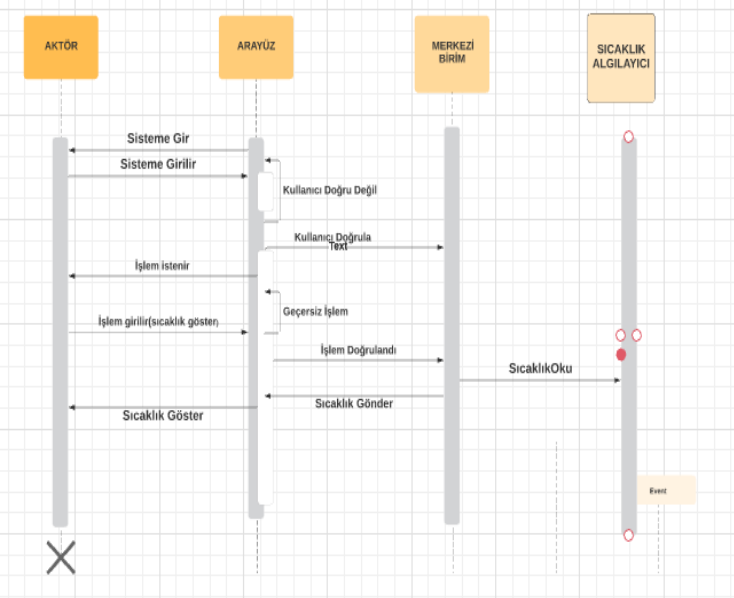 AKTÖR
ARAYÜZ
MERKEZİ
BİRİM
SICAKLIK
ALGILAYICI
Sisteme Gir
Sisteme Girilir
Kullanıcı Doğru Değil
Kullanıcı Doğrula
Text
İşlem istenir
Geçersiz İşlem
İşlem girilir(sıcaklık göster)
İşlem Doğrulandı
SıcaklıkOku
Sıcaklık Gönder
Sıcaklık Göster
Event